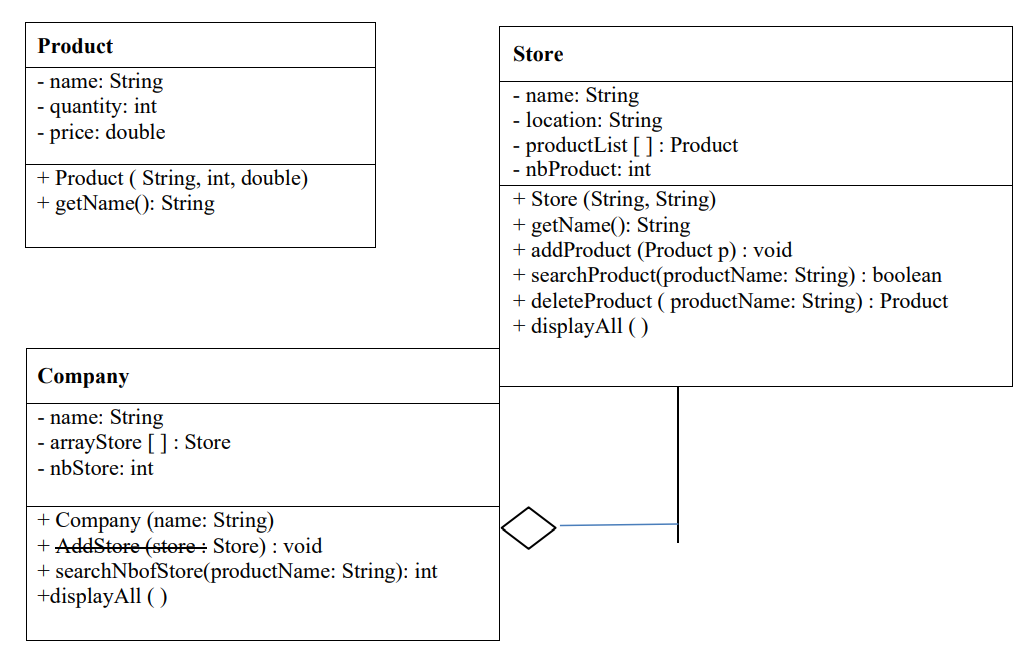 Product
- name: String
- quantity: int
- price: double
+ Product ( String, int, double)
+ getName(): String
Store
- name: String
- location: String
- productList [ ] : Product
- nbProduct: int
+ Store (String, String)
+ getName(): String
+ addProduct (Product p) : void
+ searchProduct(productName: String) : boolean
+ deleteProduct ( productName: String) : Product
+ displayAll ( )
Company
- name: String
- arrayStore [ ] : Store
- nbStore: int
+ Company (name: String)
+ AddStore (store : Store) : void
+ searchNbofStore(productName: String): int
+displayAll ( )